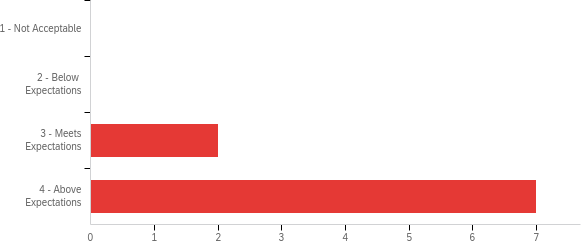 1 - Not Acceptable
2 - Below
Expectations
3 - Meets
Expectations
4 - Above
Expectations
0 1 2 3 4 5 6 7